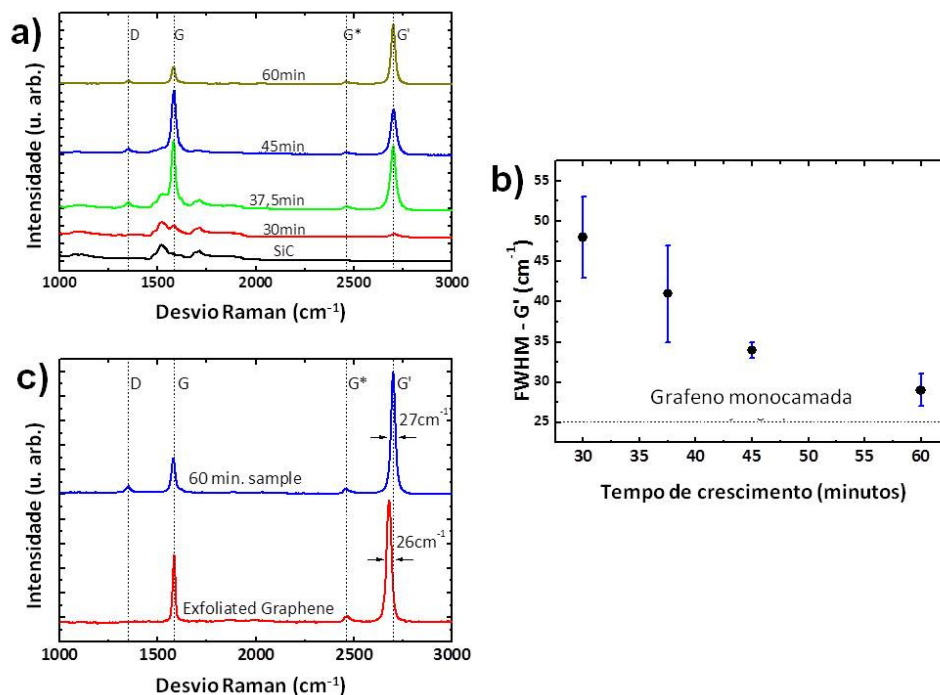 a)
D
G
G*
G'
60min
45min
37,5min
30min
SiC
Intensidade (u. arb.)
1000 1500 2000 2500 3000
Desvio Raman (cm⁻¹)
b)
55
50
45
40
35
30
25
FWHM - G' (cm⁻¹)
Grafeno monocamada
30 35 40 45 50 55 60
Tempo de crescimento (minutos)
c)
D
G
G*
G'
27cm⁻¹
60 min. sample
26cm⁻¹
Exfoliated Graphene
Intensidade (u. arb.)
1000 1500 2000 2500 3000
Desvio Raman (cm⁻¹)